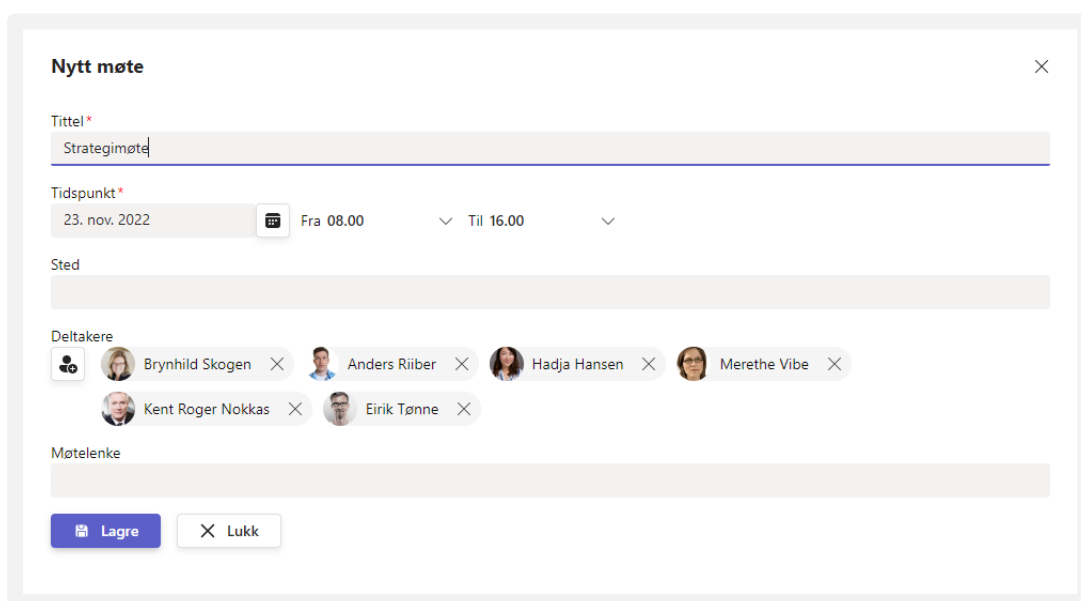 Nytt møte
Tittel*
Strategimøte
Tidspunkt*
23. nov. 2022 Fra 08.00 Til 16.00
Sted
Deltakere
Brynhild Skogen Anders Riiber Hadja Hansen Merethe Vibe
Kent Roger Nokkas Eirik Tønne
Møtelenke
Lagre Lukk